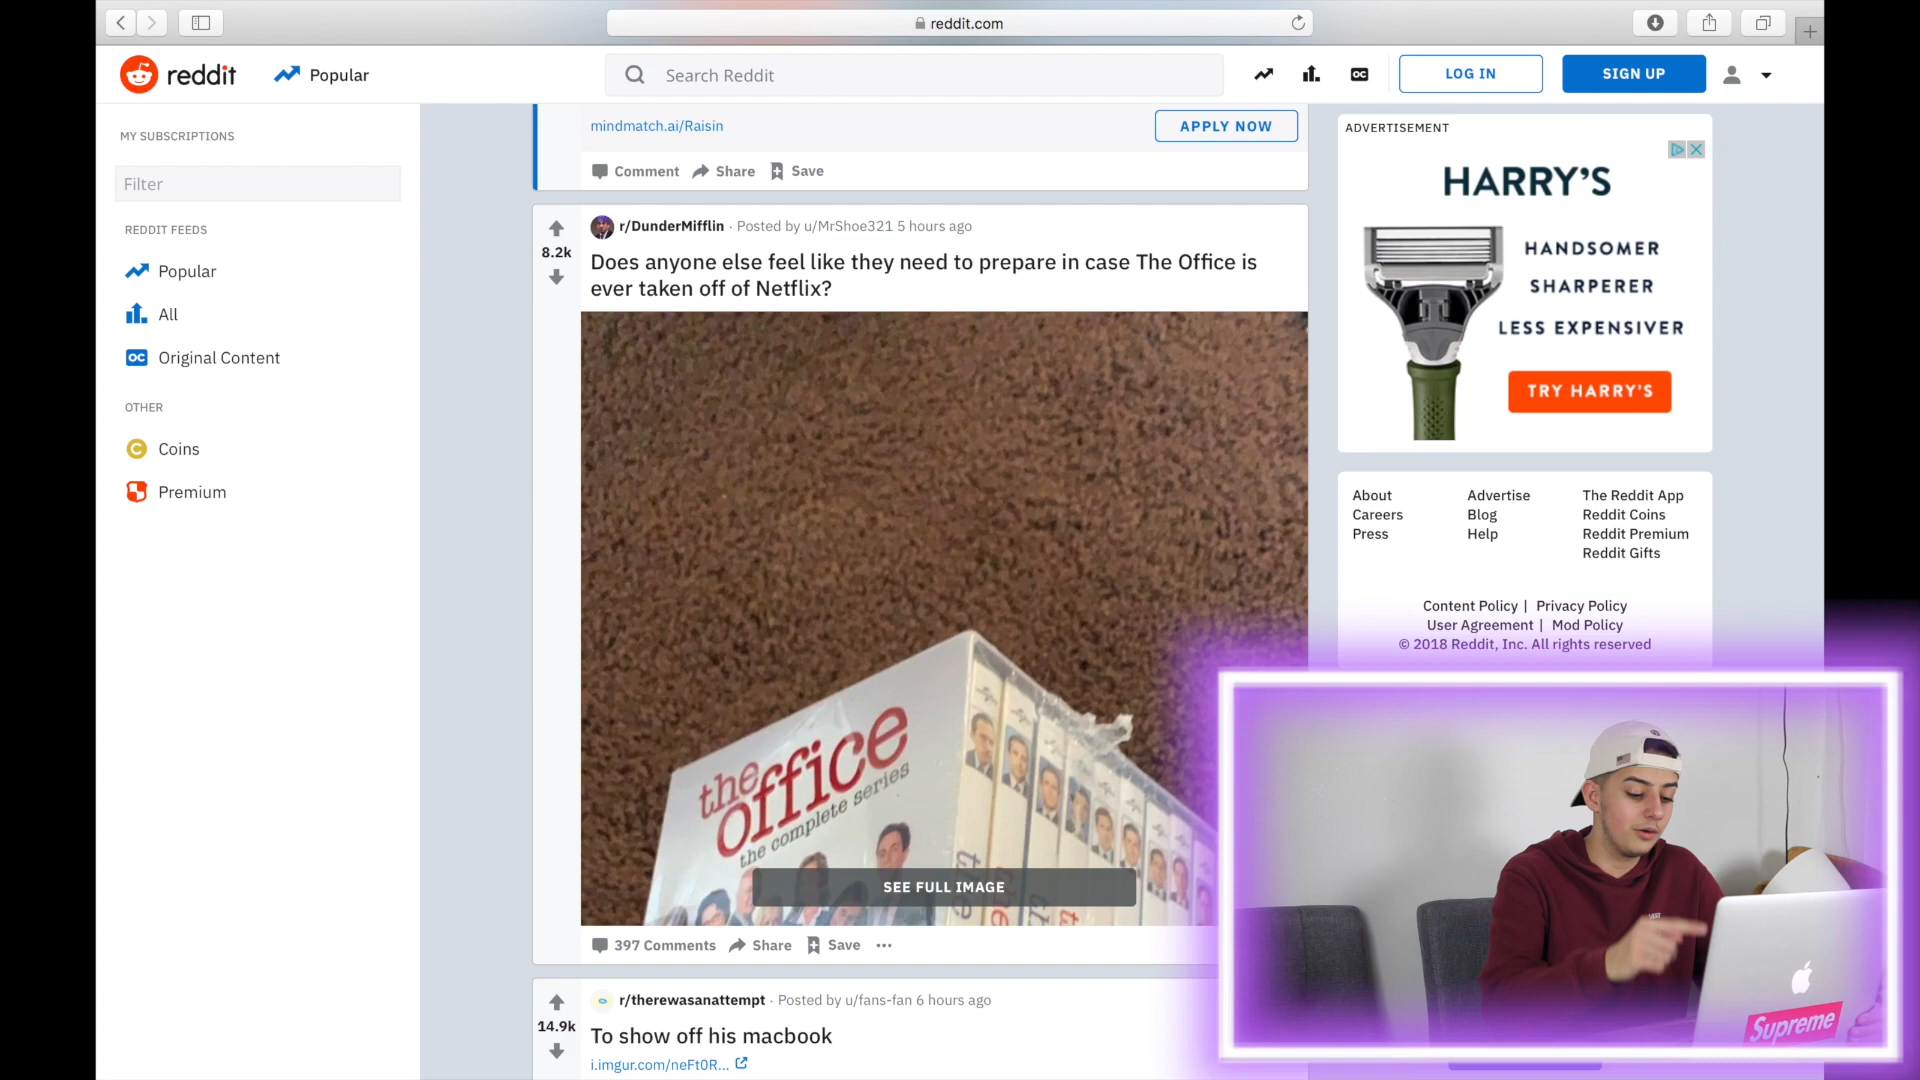 reddit.com
reddit
Popular
Search Reddit
LOG IN
SIGN UP
MY SUBSCRIPTIONS
Filter
REDDIT FEEDS
Popular
All
OC Original Content
OTHER
C Coins
Premium
mindmatch.ai/Raisin
APPLY NOW
Comment Share Save
8.2k
r/DunderMifflin · Posted by u/MrShoe321 5 hours ago
Does anyone else feel like they need to prepare in case The Office is
ever taken off of Netflix?
the
office
the complete series
SEE FULL IMAGE
397 Comments Share Save
14.9k
r/therewasanattempt · Posted by u/fans-fan 6 hours ago
To show off his macbook
i.imgur.com/neFt0R...
ADVERTISEMENT
HARRY'S
HANDSOMER
SHARPERER
LESS EXPENSIVER
TRY HARRY'S
About Advertise The Reddit App
Careers Blog Reddit Coins
Press Help Reddit Premium
Reddit Gifts
Content Policy | Privacy Policy
User Agreement | Mod Policy
© 2018 Reddit, Inc. All rights reserved
Supreme